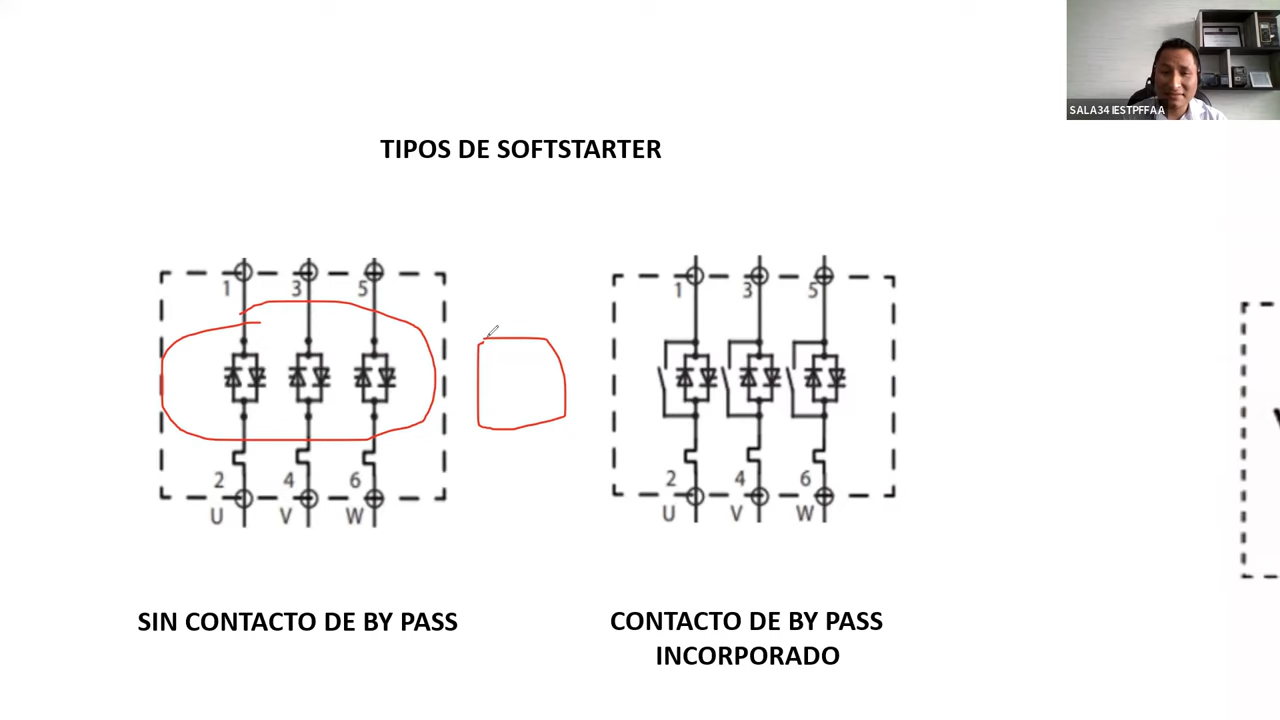 SALA34 IESTPFFAA
TIPOS DE SOFTSTARTER
1 3 5
2 4 6
U V W
1 3 5
2 4 6
U V W
SIN CONTACTO DE BY PASS
CONTACTO DE BY PASS
INCORPORADO